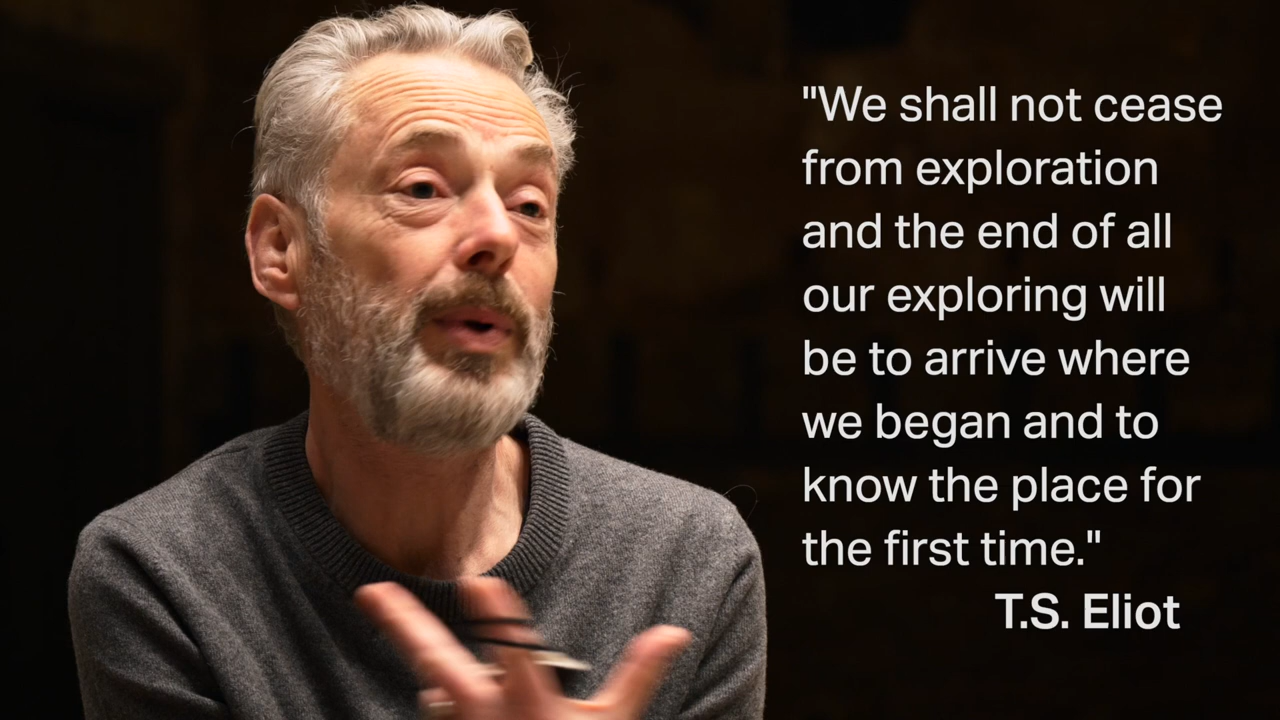 "We shall not cease
from exploration
and the end of all
our exploring will
be to arrive where
we began and to
know the place for
the first time."
T.S. Eliot